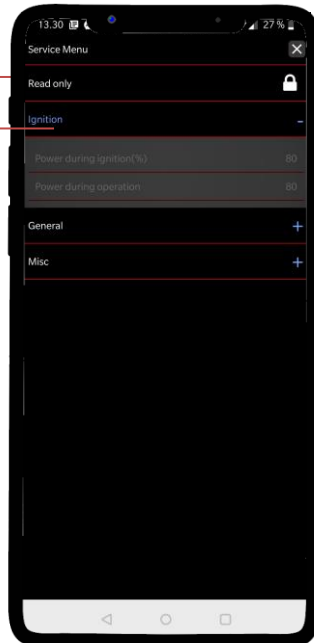 13.30 27%
Service Menu
Read only
Ignition
Power during ignition(%) 80
Power during operation 80
General
Misc